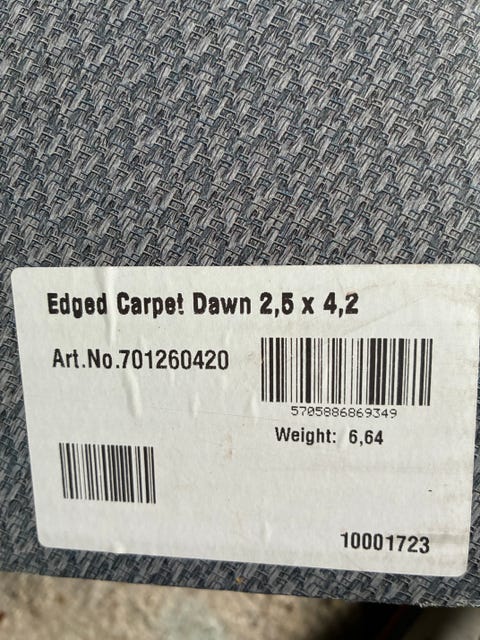 Edged Carpet Dawn 2,5 x 4,2
Art.No.701260420
5705886869349
Weight: 6,64
10001723